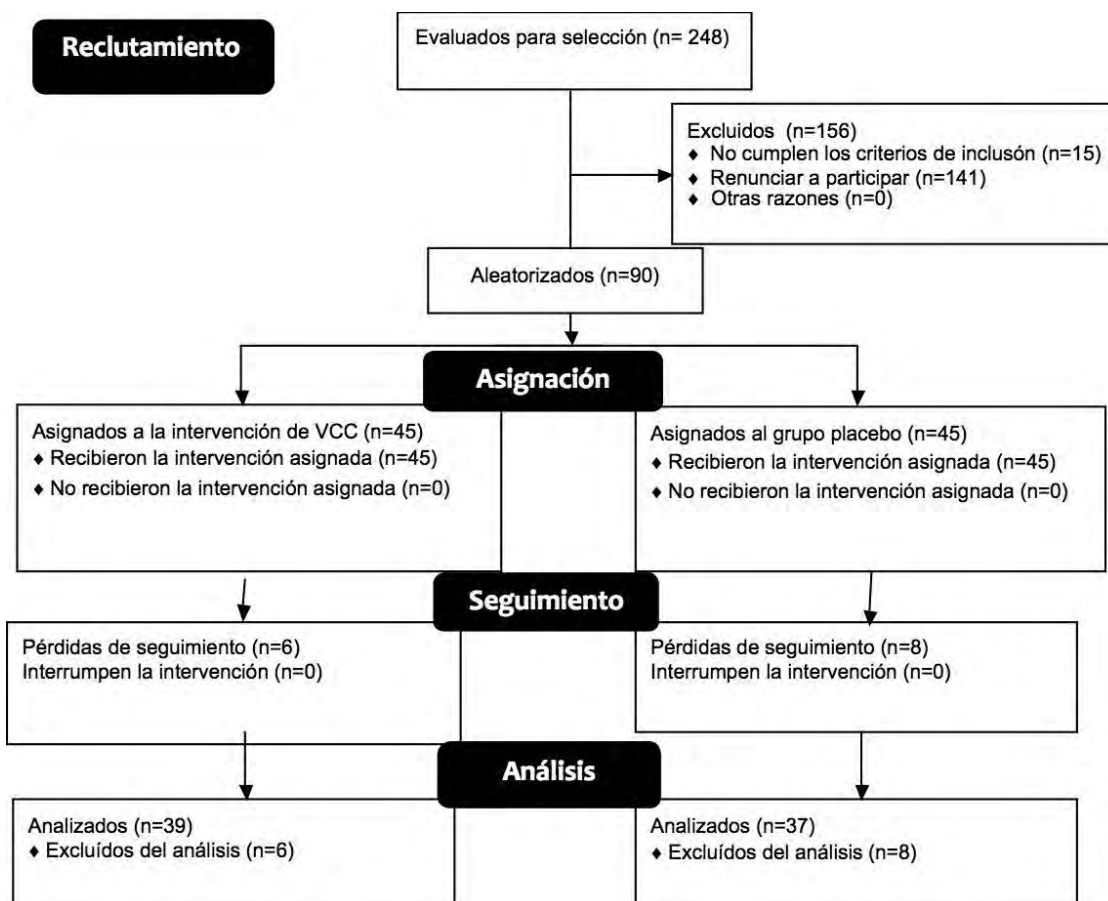 Reclutamiento
Evaluados para selección (n= 248)
Excluidos (n=156)
♦ No cumplen los criterios de inclusón (n=15)
♦ Renunciar a participar (n=141)
♦ Otras razones (n=0)
Aleatorizados (n=90)
Asignación
Asignados a la intervención de VCC (n=45)
♦ Recibieron la intervención asignada (n=45)
♦ No recibieron la intervención asignada (n=0)
Asignados al grupo placebo (n=45)
♦ Recibieron la intervención asignada (n=45)
♦ No recibieron la intervención asignada (n=0)
Seguimiento
Pérdidas de seguimiento (n=6)
Interrumpen la intervención (n=0)
Pérdidas de seguimiento (n=8)
Interrumpen la intervención (n=0)
Análisis
Analizados (n=39)
♦ Excluídos del análisis (n=6)
Analizados (n=37)
♦ Excluídos del análisis (n=8)